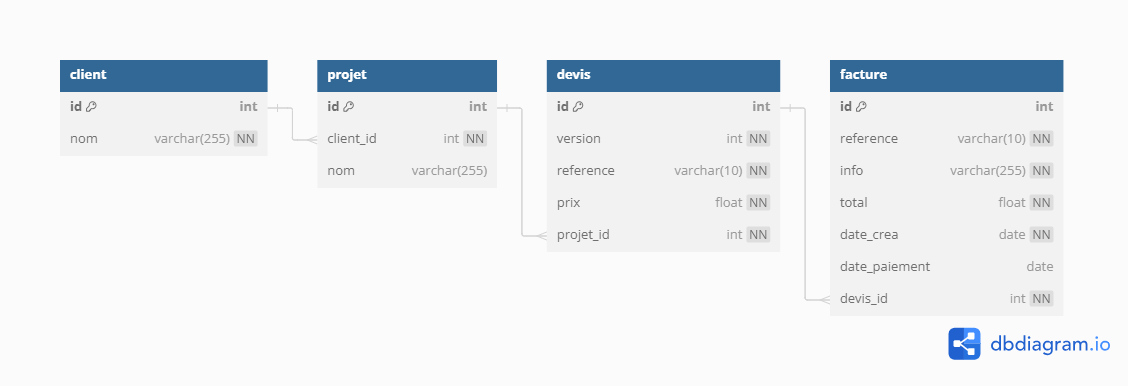 client
id int
nom varchar(255) NN
projet
id int
client_id int NN
nom varchar(255)
devis
id int
version int NN
reference varchar(10) NN
prix float NN
projet_id int NN
facture
id int
reference varchar(10) NN
info varchar(255) NN
total float NN
date_crea date NN
date_paiement date
devis_id int NN
dbdiagram.io